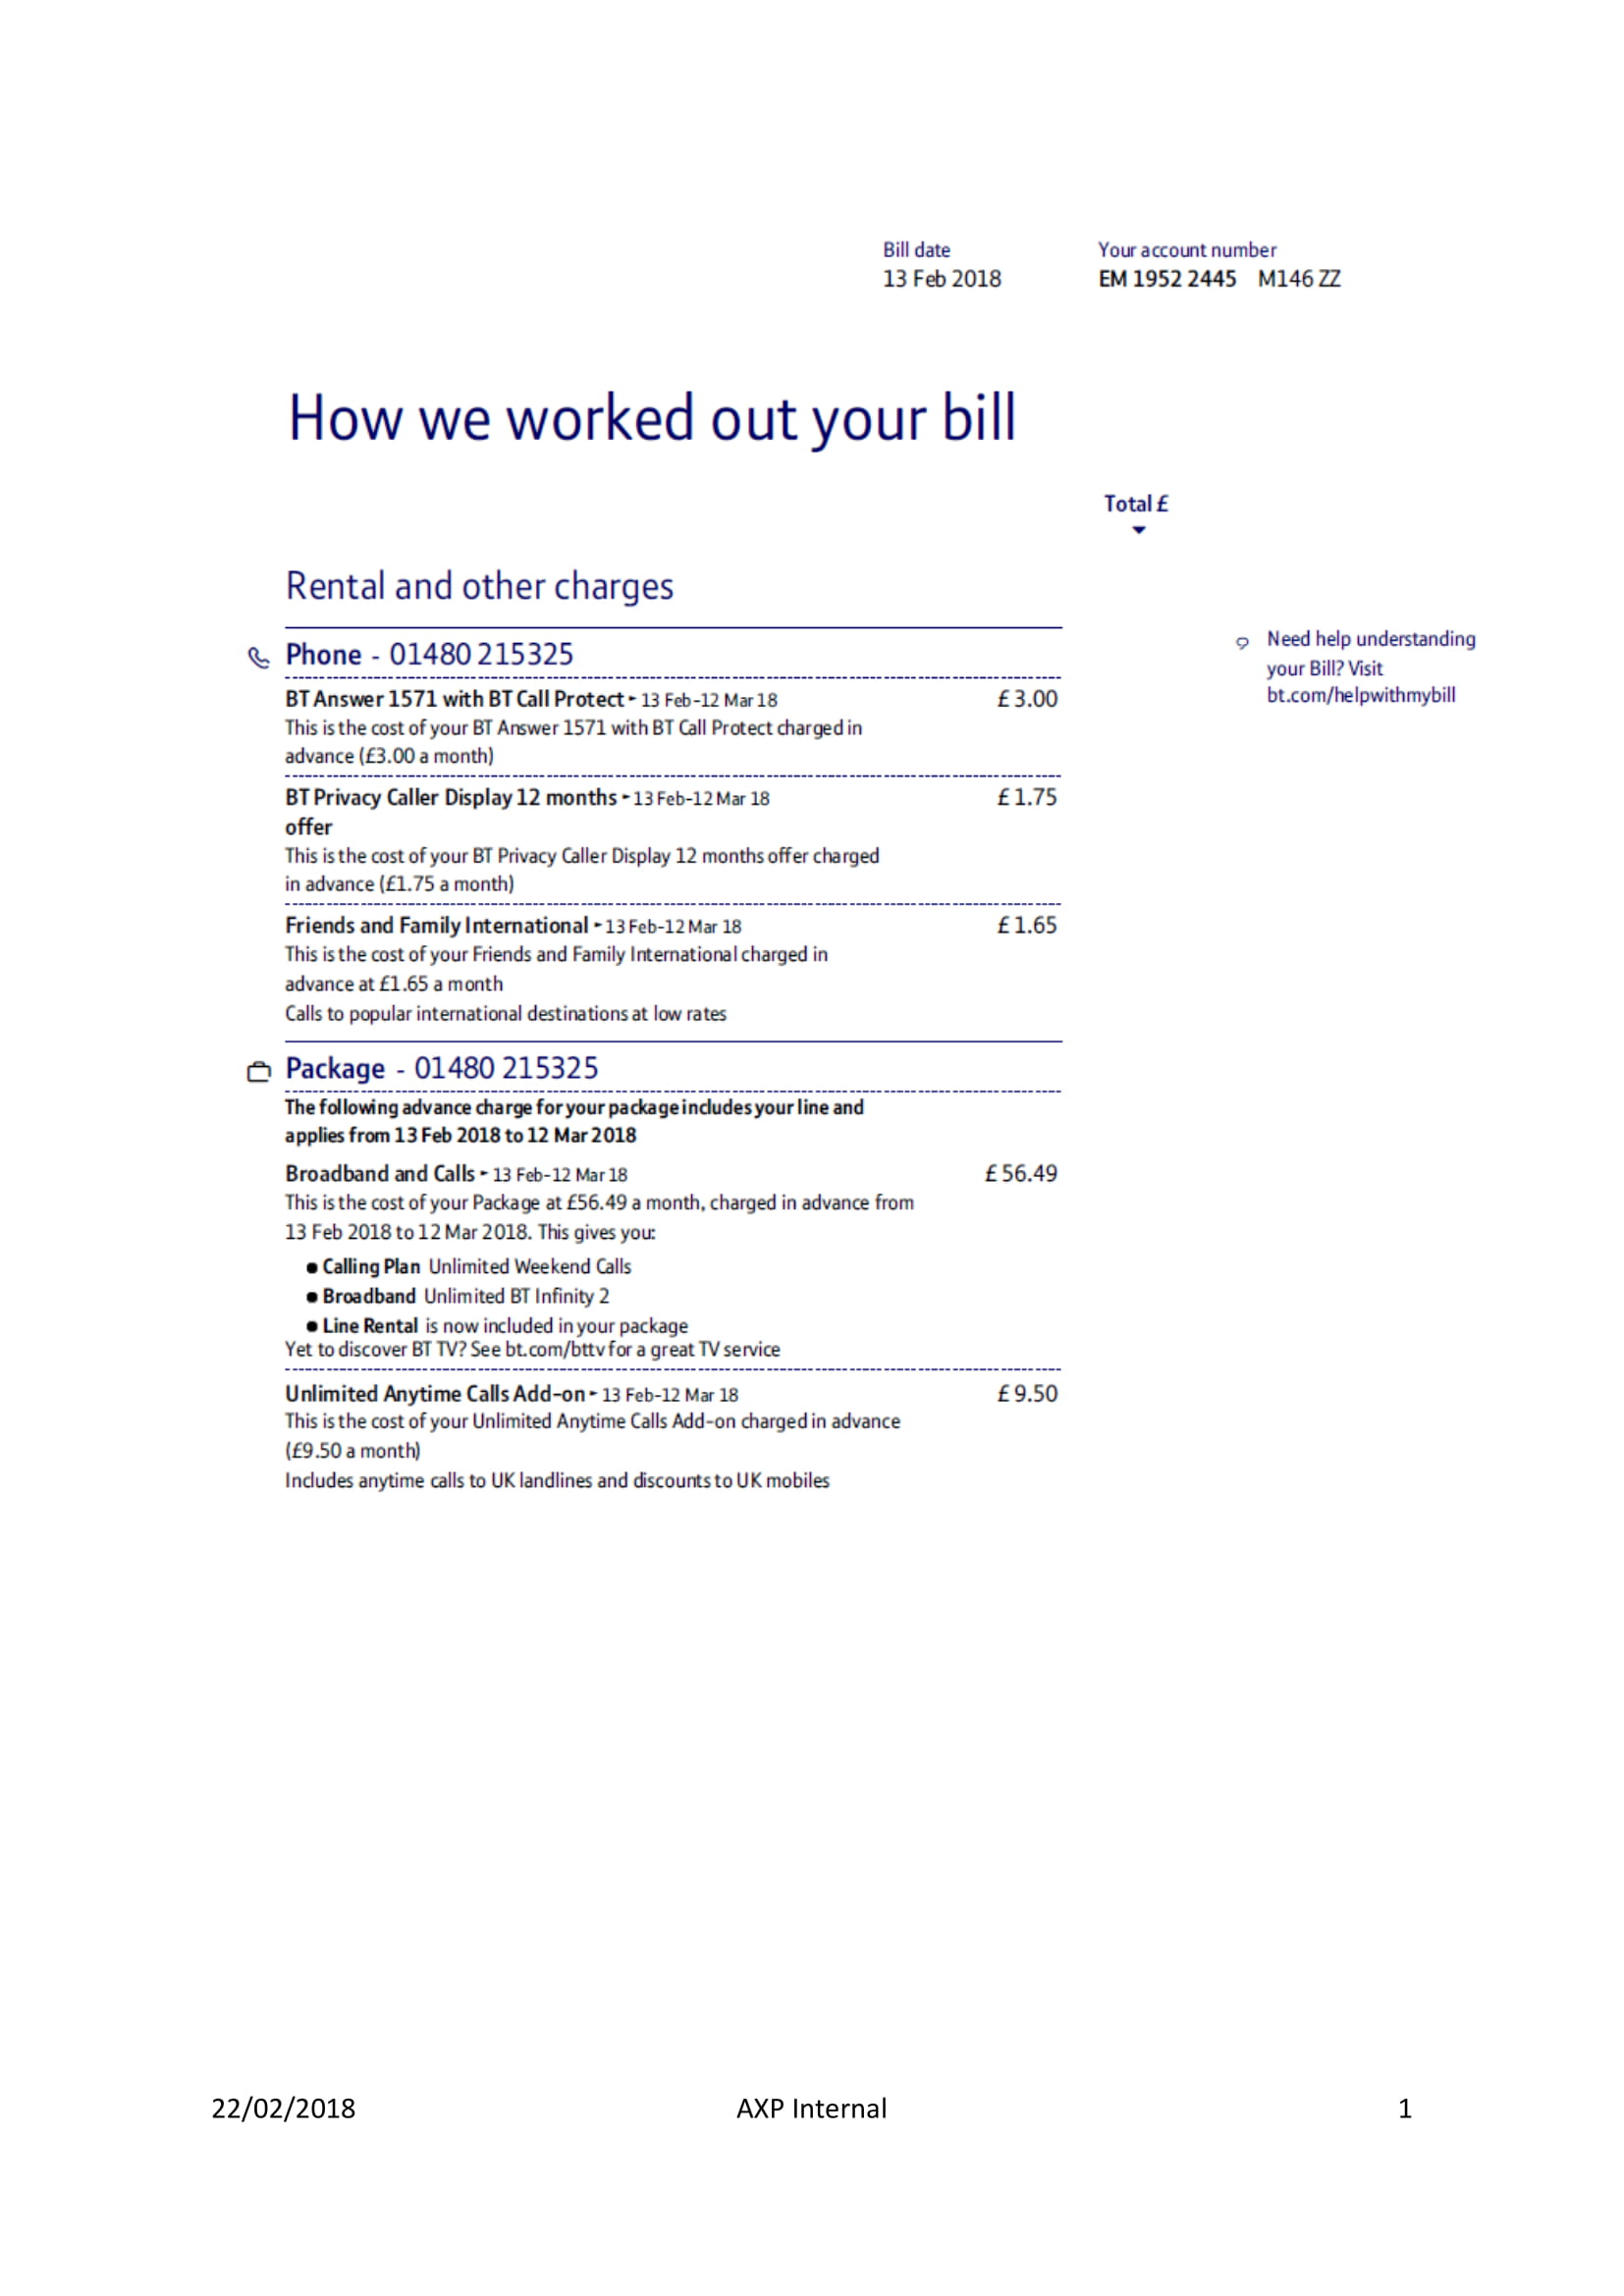 Bill date
13 Feb 2018
Your account number
EM 1952 2445 M146 ZZ
How we worked out your bill
Total £
Rental and other charges
Phone - 01480 215325
BT Answer 1571 with BT Call Protect - 13 Feb-12 Mar 18 £3.00
This is the cost of your BT Answer 1571 with BT Call Protect charged in
advance (£3.00 a month)
BT Privacy Caller Display 12 months - 13 Feb-12 Mar 18 £1.75
offer
This is the cost of your BT Privacy Caller Display 12 months offer charged
in advance (£1.75 a month)
Friends and Family International - 13 Feb-12 Mar 18 £1.65
This is the cost of your Friends and Family International charged in
advance at £1.65 a month
Calls to popular international destinations at low rates
Need help understanding
your Bill? Visit
bt.com/helpwithmybill
Package - 01480 215325
The following advance charge for your package includes your line and
applies from 13 Feb 2018 to 12 Mar 2018
Broadband and Calls - 13 Feb-12 Mar 18 £56.49
This is the cost of your Package at £56.49 a month, charged in advance from
13 Feb 2018 to 12 Mar 2018. This gives you:
● Calling Plan Unlimited Weekend Calls
● Broadband Unlimited BT Infinity 2
● Line Rental is now included in your package
Yet to discover BT TV? See bt.com/bttv for a great TV service
Unlimited Anytime Calls Add-on - 13 Feb-12 Mar 18 £9.50
This is the cost of your Unlimited Anytime Calls Add-on charged in advance
(£9.50 a month)
Includes anytime calls to UK landlines and discounts to UK mobiles
22/02/2018 AXP Internal 1